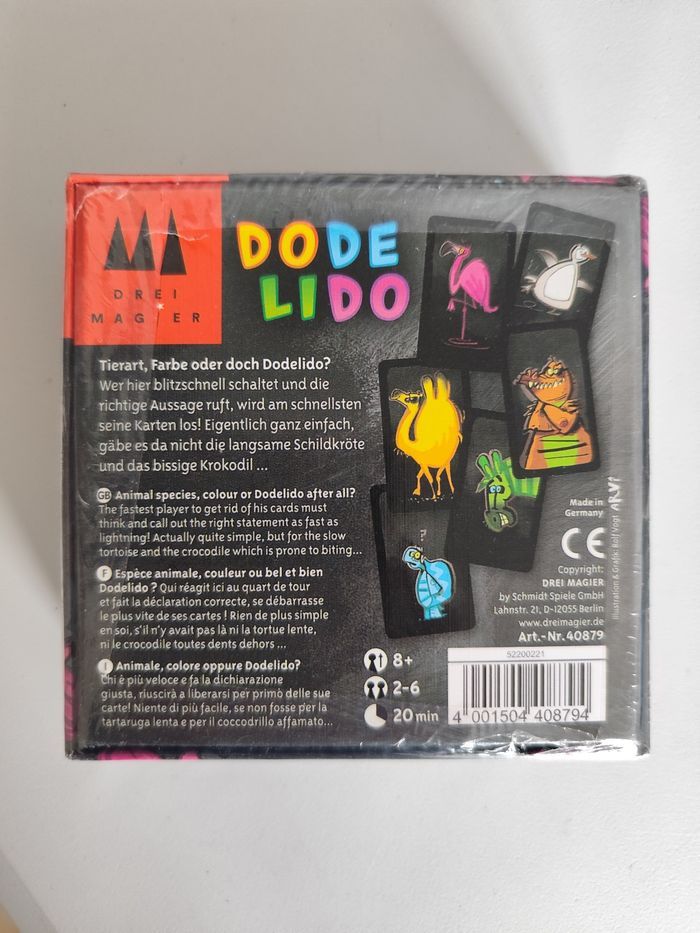 DREI
MAGIER
DODE
LIDO
Tierart, Farbe oder doch Dodelido?
Wer hier blitzschnell schaltet und die
richtige Aussage ruft, wird am schnellsten
seine Karten los! Eigentlich ganz einfach,
gäbe es da nicht die langsame Schildkröte
und das bissige Krokodil ...
GB Animal species, colour or Dodelido after all?
The fastest player to get rid of his cards must
think and call out the right statement as fast as
lightning! Actually quite simple, but for the slow
tortoise and the crocodile which is prone to biting...
F Espèce animale, couleur ou bel et bien
Dodelido ? Qui réagit ici au quart de tour
et fait la déclaration correcte, se débarrasse
le plus vite de ses cartes ! Rien de plus simple
en soi, s'il n'y avait pas là ni la tortue lente,
ni le crocodile toutes dents dehors ...
I Animale, colore oppure Dodelido?
Chi è più veloce e fa la dichiarazione
giusta, riuscirà a liberarsi per primo delle sue
carte! Niente di più facile, se non fosse per la
tartaruga lenta e per il coccodrillo affamato...
?
8+
2-6
20 min
Made in
Germany
CE
Copyright:
DREI MAGIER
by Schmidt Spiele GmbH
Lahnstr. 21, D-12055 Berlin
www.dreimagier.de
Art.-Nr. 40879
Illustration & Grafik: Rolf Vogt ARVi
52200221
4 001504 408794